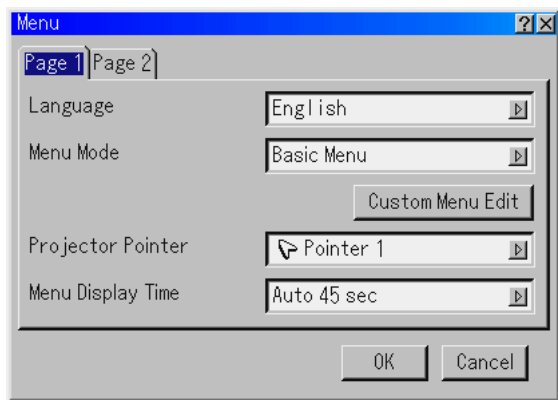 Menu ? X
Page 1 Page 2
Language English
Menu Mode Basic Menu
Custom Menu Edit
Projector Pointer Pointer 1
Menu Display Time Auto 45 sec
OK Cancel